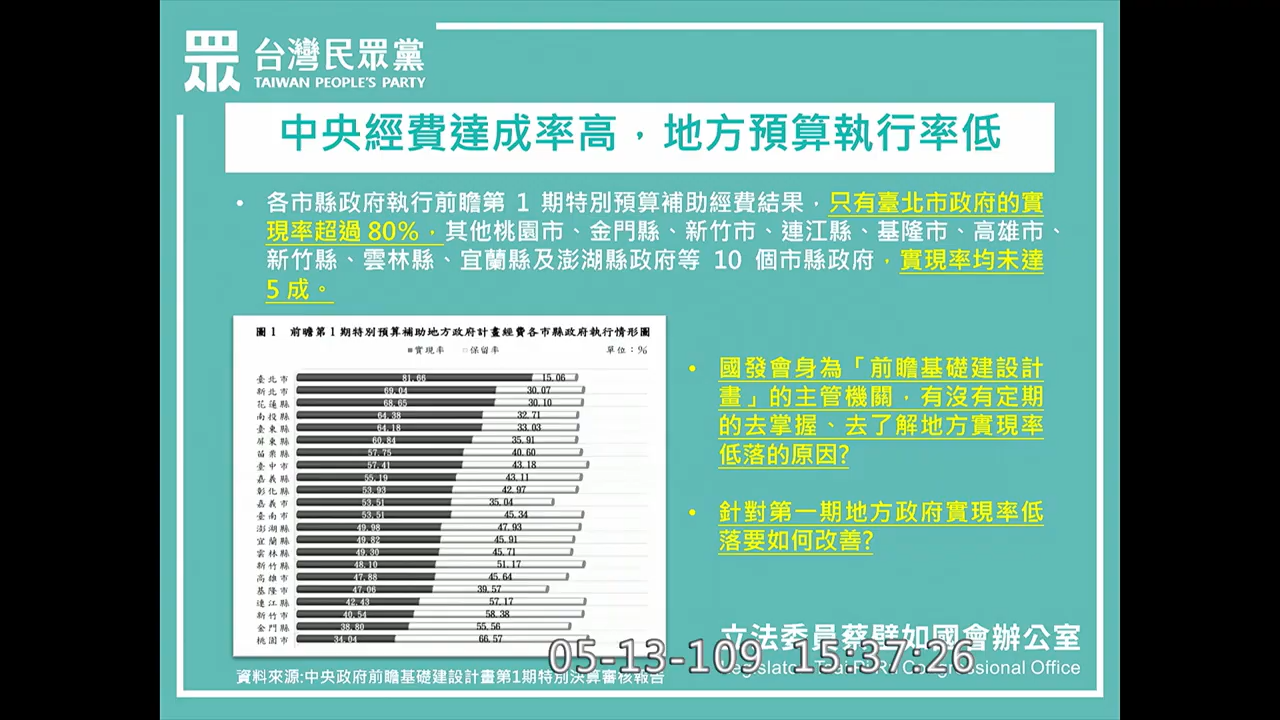 眾 台灣民眾黨
TAIWAN PEOPLE'S PARTY
中央經費達成率高，地方預算執行率低
• 各市縣政府執行前瞻第 1 期特別預算補助經費結果，只有臺北市政府的實
現率超過 80%，其他桃園市、金門縣、新竹市、連江縣、基隆市、高雄市、
新竹縣、雲林縣、宜蘭縣及澎湖縣政府等 10 個市縣政府，實現率均未達
5 成。
圖 1 前瞻第 1 期特別預算補助地方政府計畫經費各市縣政府執行情形圖
■實現率 □保留率 單位：%
臺北市 81.66 15.06
新北市 69.04 30.07
花蓮縣 68.65 30.10
南投縣 64.38 32.71
臺東縣 64.18 33.03
屏東縣 60.84 35.91
苗栗縣 57.75 40.60
臺中市 57.41 43.18
嘉義縣 55.19 43.11
彰化縣 53.93 42.97
嘉義市 53.51 35.04
臺南市 53.51 45.34
澎湖縣 49.98 47.93
宜蘭縣 49.82 45.91
雲林縣 49.30 45.71
新竹縣 48.10 51.17
高雄市 47.88 45.64
基隆市 47.06 39.57
連江縣 42.43 57.17
新竹市 40.54 58.38
金門縣 38.80 55.56
桃園市 34.04 66.57
資料來源:中央政府前瞻基礎建設計畫第1期特別決算審核報告
• 國發會身為「前瞻基礎建設計
畫」的主管機關，有沒有定期
的去掌握、去了解地方實現率
低落的原因?
• 針對第一期地方政府實現率低
落要如何改善?
立法委員蔡壁如國會辦公室
Congressional Office
05-13-109 15:37:26